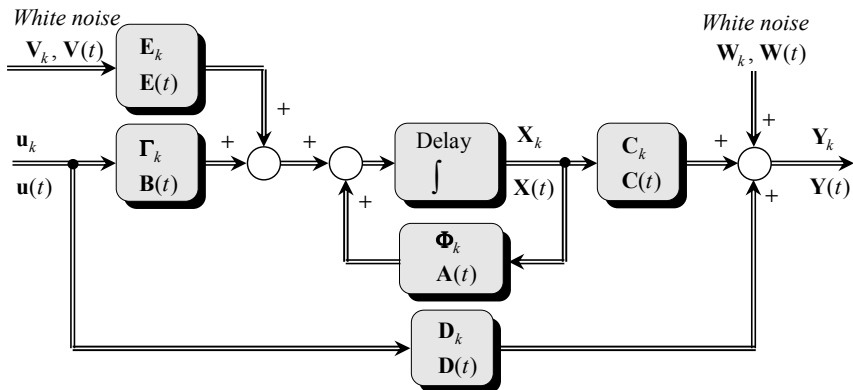 White noise
V_k, V(t)
E_k
E(t)
+
White noise
W_k, W(t)
+
u_k
u(t)
Γ_k
B(t)
+
+
Delay
∫
X_k
X(t)
C_k
C(t)
+
Y_k
Y(t)
+
+
Φ_k
A(t)
D_k
D(t)